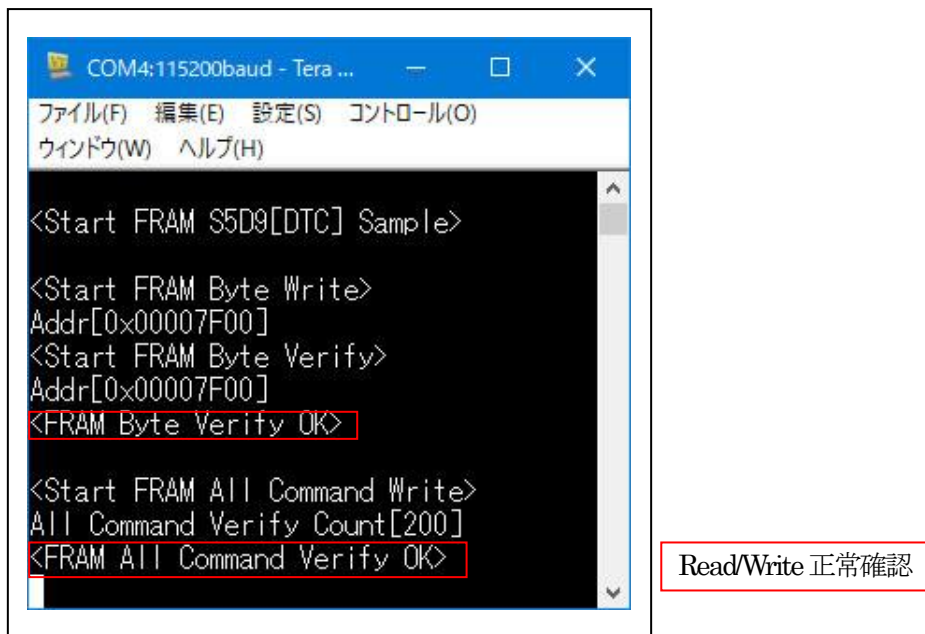 COM4:115200baud - Tera ...
ファイル(F) 編集(E) 設定(S) コントロール(O)
ウィンドウ(W) ヘルプ(H)
<Start FRAM S5D9[DTC] Sample>
<Start FRAM Byte Write>
Addr[0x00007F00]
<Start FRAM Byte Verify>
Addr[0x00007F00]
<FRAM Byte Verify OK>
<Start FRAM All Command Write>
All Command Verify Count[200]
<FRAM All Command Verify OK>
Read/Write 正常確認